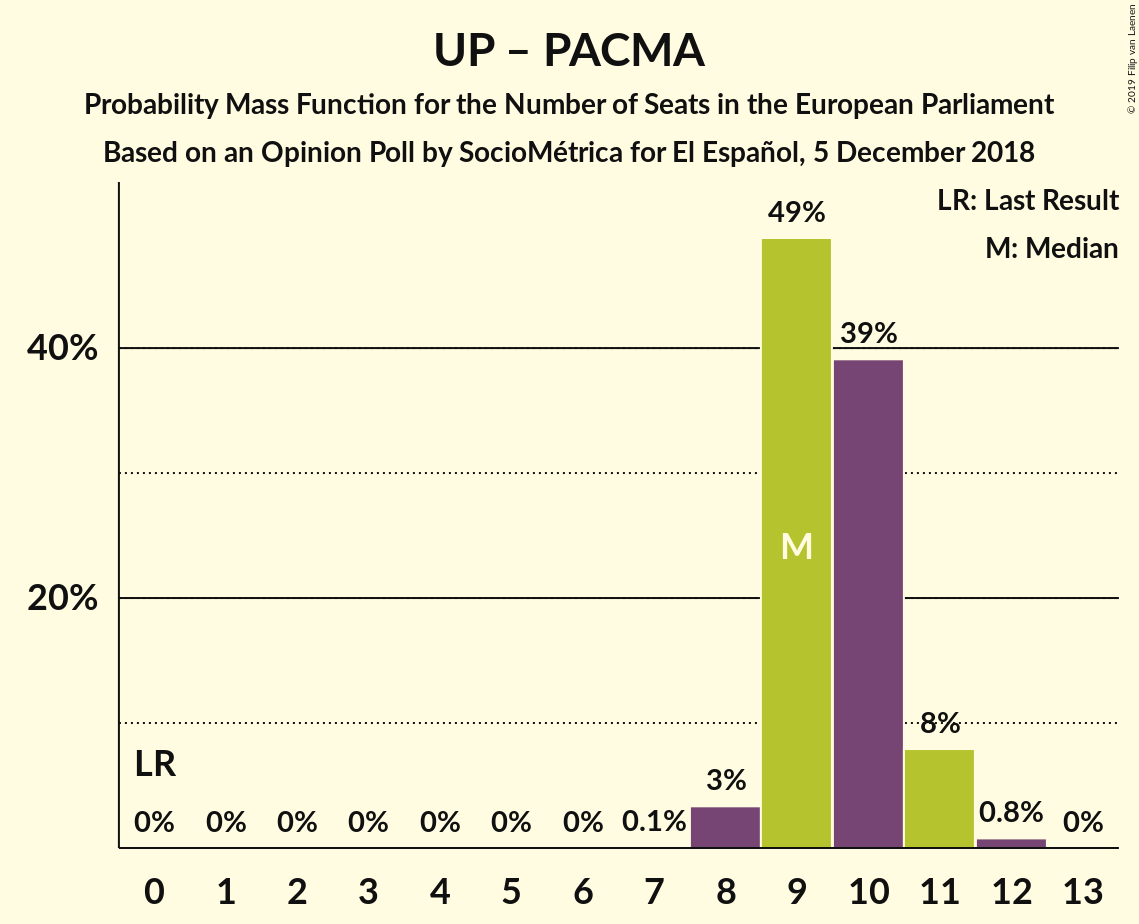 UP – PACMA
Probability Mass Function for the Number of Seats in the European Parliament
Based on an Opinion Poll by SocioMétrica for El Español, 5 December 2018
© 2019 Filip van Laenen
LR: Last Result
M: Median
49%
39%
40%
M
20%
8%
LR
3%
0% 0% 0% 0% 0% 0% 0% 0.1% 0.8% 0%
0 1 2 3 4 5 6 7 8 9 10 11 12 13